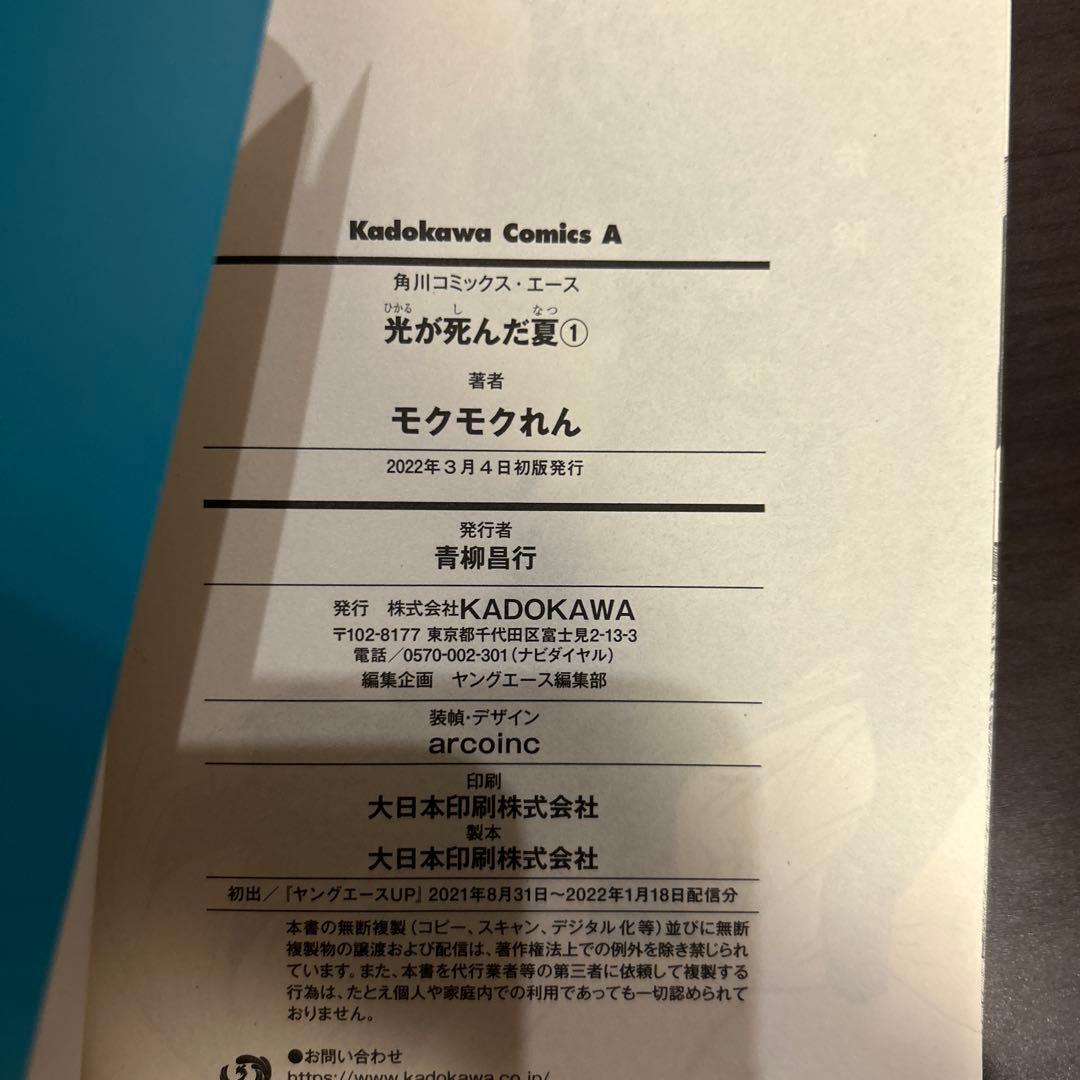 Kadokawa Comics A
角川コミックス・エース
ひかる し なつ
光が死んだ夏①
著者
モクモクれん
2022年3月4日初版発行
発行者
青柳昌行
発行 株式会社KADOKAWA
〒102-8177 東京都千代田区富士見2-13-3
電話/0570-002-301(ナビダイヤル)
編集企画 ヤングエース編集部
装幀・デザイン
arcoinc
印刷
大日本印刷株式会社
製本
大日本印刷株式会社
初出/『ヤングエースUP』2021年8月31日〜2022年1月18日配信分
本書の無断複製(コピー、スキャン、デジタル化等)並びに無断
複製物の譲渡および配信は、著作権法上での例外を除き禁じられ
ています。また、本書を代行業者等の第三者に依頼して複製する
行為は、たとえ個人や家庭内での利用であっても一切認められて
おりません。
●お問い合わせ
https://www.kadokawa.co.jp/